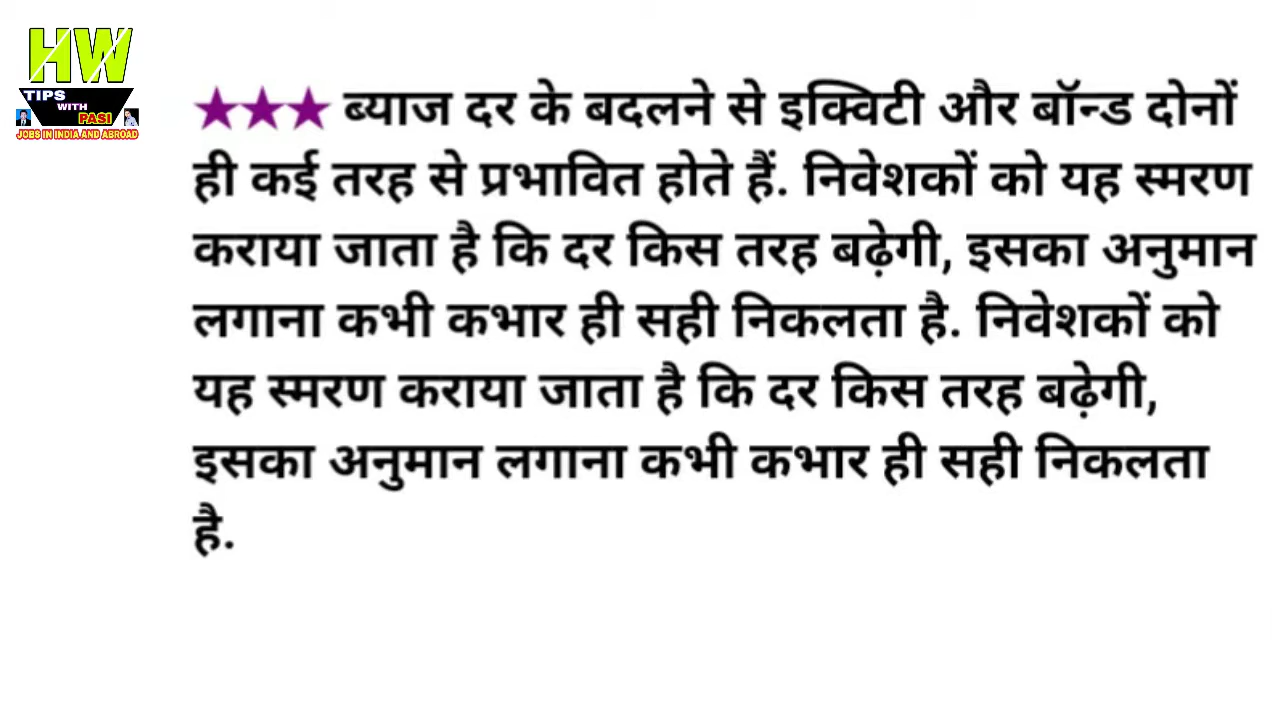 HW
TIPS
WITH
PASI
JOBS IN INDIA AND ABROAD
★★★ ब्याज दर के बदलने से इक्विटी और बॉन्ड दोनों
ही कई तरह से प्रभावित होते हैं. निवेशकों को यह स्मरण
कराया जाता है कि दर किस तरह बढ़ेगी, इसका अनुमान
लगाना कभी कभार ही सही निकलता है. निवेशकों को
यह स्मरण कराया जाता है कि दर किस तरह बढ़ेगी,
इसका अनुमान लगाना कभी कभार ही सही निकलता
है.